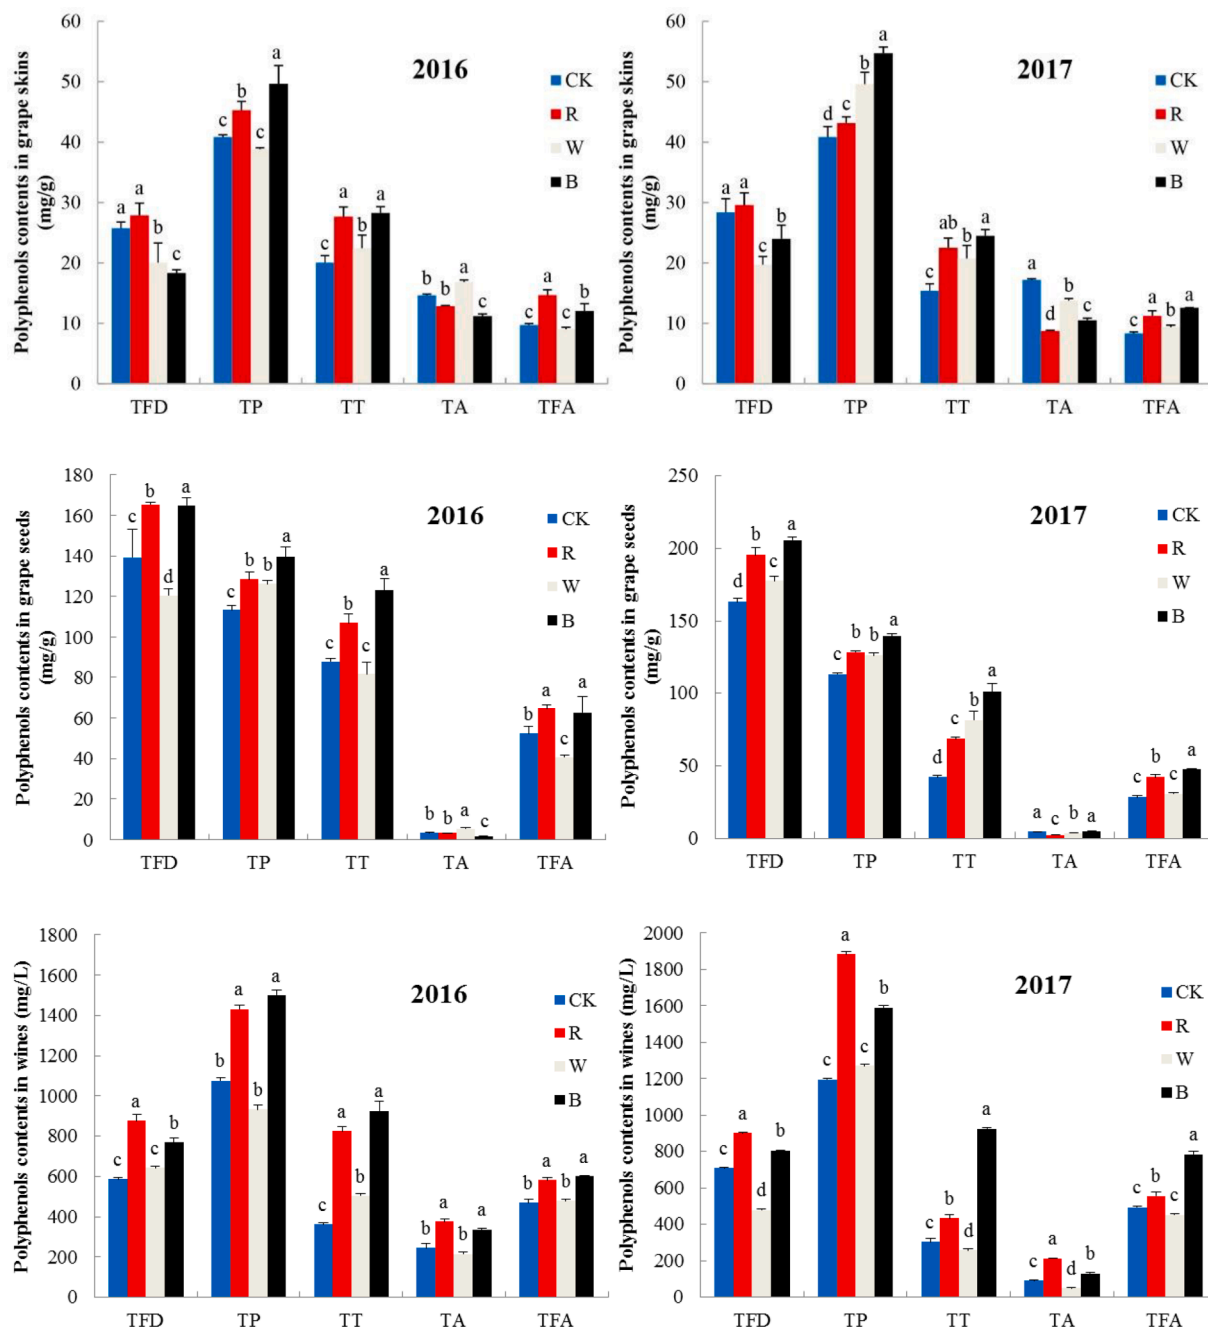 Polyphenols contents in grape skins
(mg/g)
60
50
40
30
20
10
0
2016
CK
R
W
B
a
a
b
c
c
b
c
a
c
a
b
a
b
b
a
c
c
a
c
b
TFD
TP
TT
TA
TFA
Polyphenols contents in grape skins
(mg/g)
60
50
40
30
20
10
0
2017
CK
R
W
B
a
a
c
b
d
c
b
a
c
ab
b
a
a
d
b
c
c
a
b
a
TFD
TP
TT
TA
TFA
Polyphenols contents in grape seeds
(mg/g)
180
160
140
120
100
80
60
40
20
0
2016
CK
R
W
B
c
b
d
a
c
b
b
a
c
b
c
a
b
b
a
c
b
a
c
a
TFD
TP
TT
TA
TFA
Polyphenols contents in grape seeds
(mg/g)
250
200
150
100
50
0
2017
CK
R
W
B
d
b
c
a
c
b
b
a
d
c
b
a
a
c
b
a
c
b
c
a
TFD
TP
TT
TA
TFA
Polyphenols contents in wines (mg/L)
1800
1600
1400
1200
1000
800
600
400
200
0
2016
CK
R
W
B
c
a
c
b
b
a
b
a
c
a
b
a
b
a
b
a
b
a
b
a
TFD
TP
TT
TA
TFA
Polyphenols contents in wines (mg/L)
2000
1800
1600
1400
1200
1000
800
600
400
200
0
2017
CK
R
W
B
c
a
d
b
c
a
c
b
c
b
d
a
c
a
d
b
c
b
c
a
TFD
TP
TT
TA
TFA